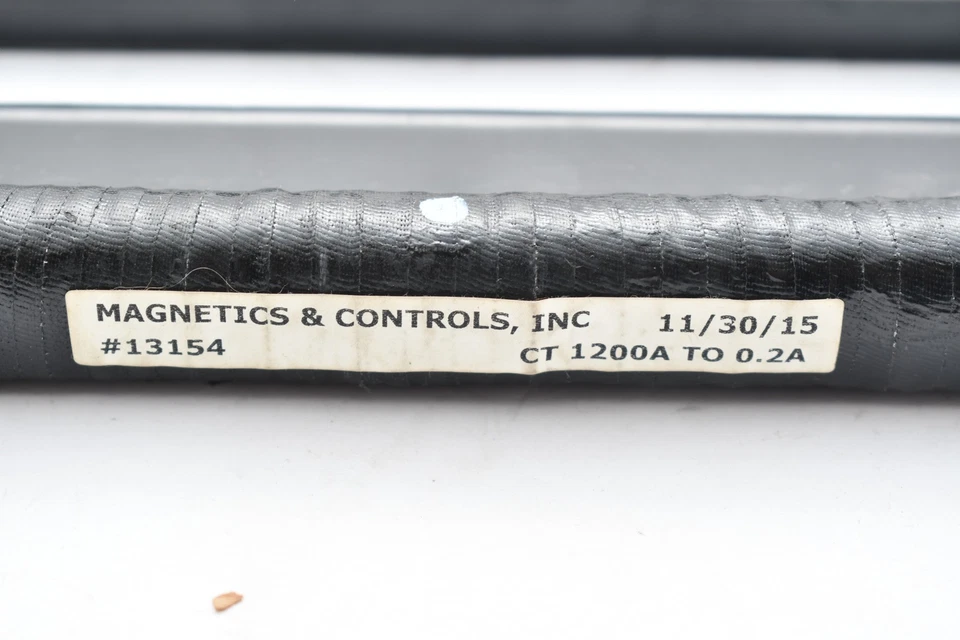 MAGNETICS & CONTROLS, INC 11/30/15
#13154 CT 1200A TO 0.2A